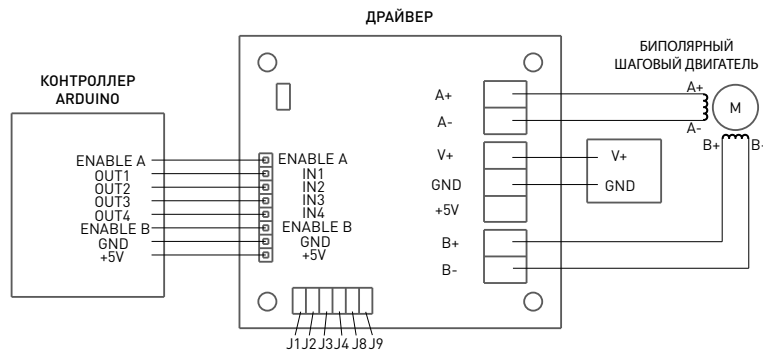 ДРАЙВЕР
БИПОЛЯРНЫЙ
ШАГОВЫЙ ДВИГАТЕЛЬ
КОНТРОЛЛЕР
ARDUINO
ENABLE A
OUT1
OUT2
OUT3
OUT4
ENABLE B
GND
+5V
ENABLE A
IN1
IN2
IN3
IN4
ENABLE B
GND
+5V
A+
A-
V+
GND
+5V
B+
B-
V+
GND
A+
A-
M
B+
B-
J1 J2 J3 J4 J8 J9